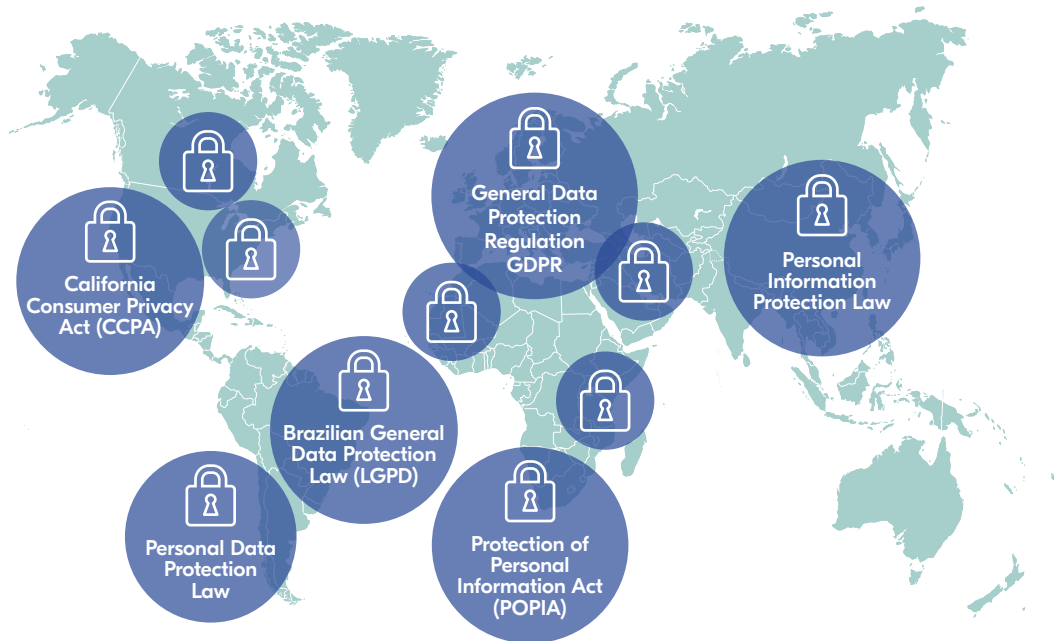 General Data
Protection
Regulation
GDPR
Personal
Information
Protection Law
California
Consumer Privacy
Act (CCPA)
Brazilian General
Data Protection
Law (LGPD)
Personal Data
Protection
Law
Protection of
Personal
Information Act
(POPIA)